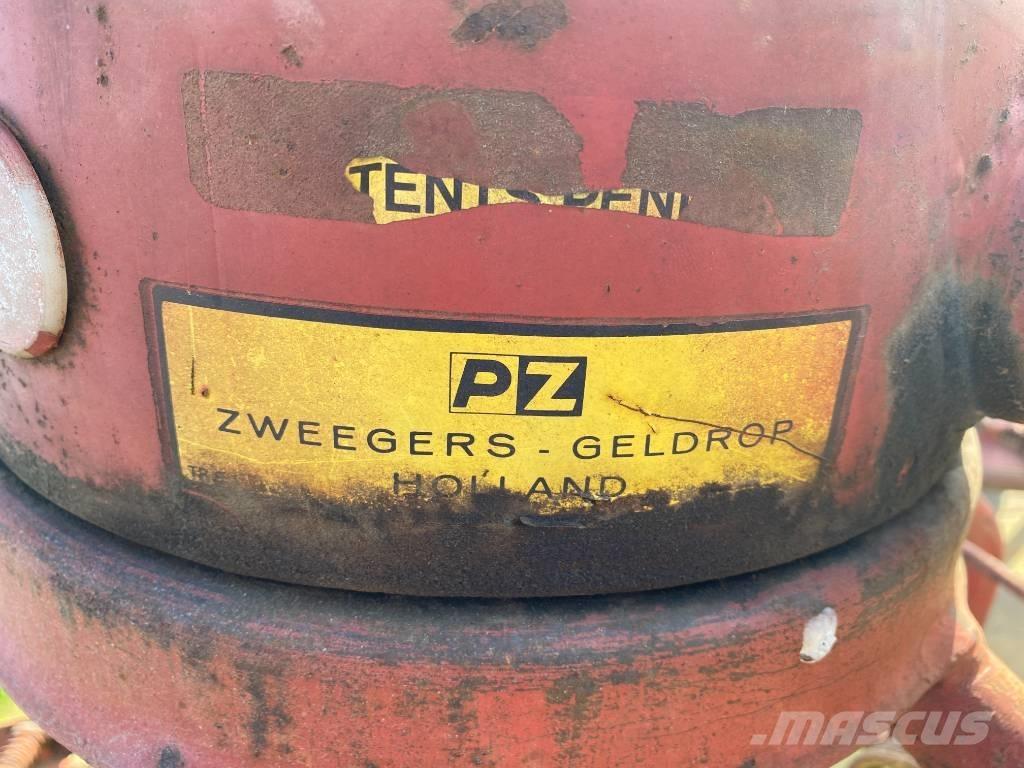 TENTS PEN
PZ
ZWEEGERS - GELDROP
HOLLAND
MASCUS